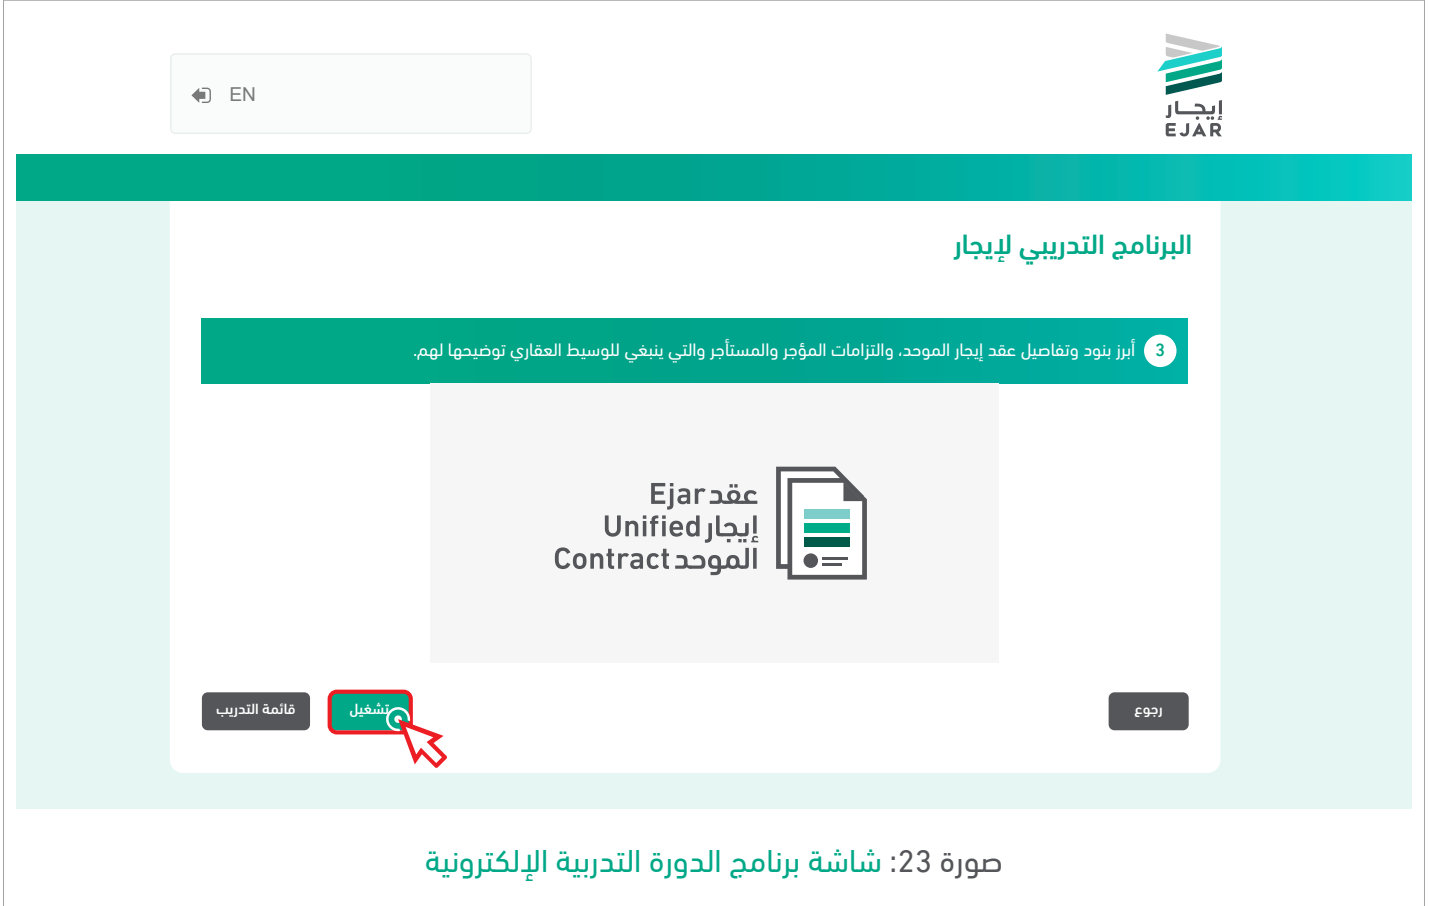 EN
إيجار
EJAR
البرنامج التدريبي لإيجار
3 أبرز بنود وتفاصيل عقد إيجار الموحد، والتزامات المؤجر والمستأجر والتي ينبغي للوسيط العقاري توضيحها لهم.
عقد Ejar
إيجار Unified
الموحد Contract
رجوع
تشغيل
قائمة التدريب
صورة 23: شاشة برنامج الدورة التدربية الإلكترونية